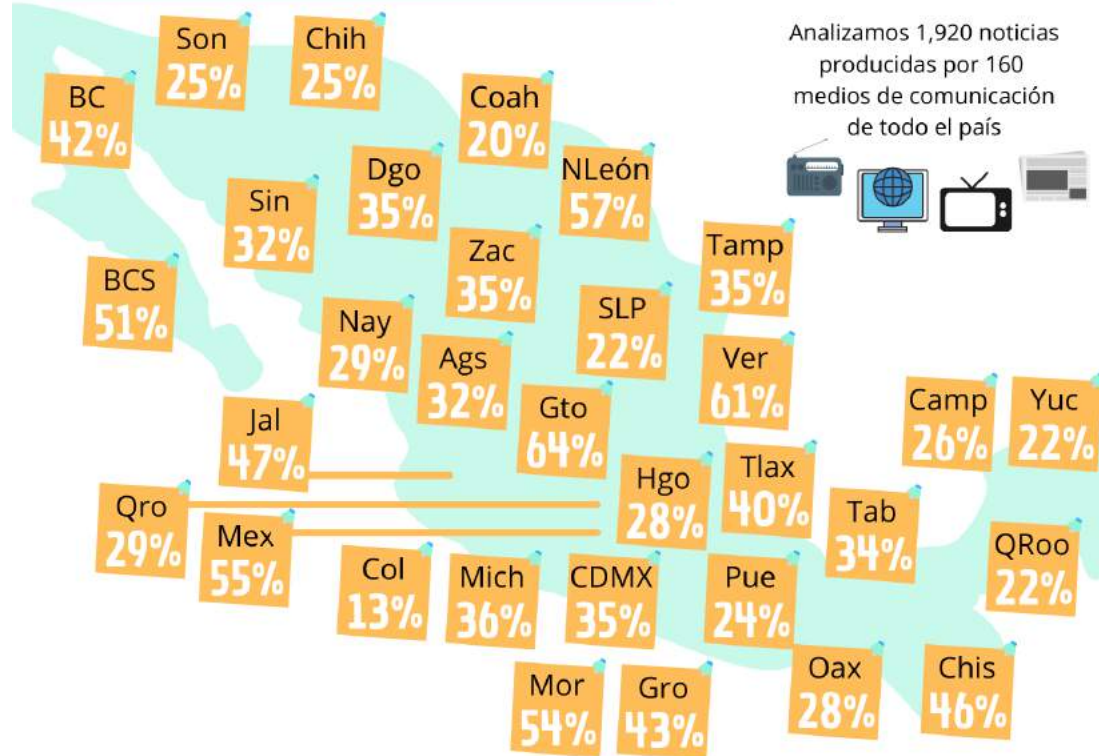 Analizamos 1,920 noticias
producidas por 160
medios de comunicación
de todo el país
Son
25%
Chih
25%
BC
42%
Coah
20%
Dgo
35%
NLeón
57%
Sin
32%
Zac
35%
Tamp
35%
BCS
51%
SLP
22%
Nay
29%
Ags
32%
Ver
61%
Gto
64%
Camp
26%
Yuc
22%
Jal
47%
Hgo
28%
Tlax
40%
Qro
29%
Mex
55%
Tab
34%
QRoo
22%
Col
13%
Mich
36%
CDMX
35%
Pue
24%
Oax
28%
Chis
46%
Mor
54%
Gro
43%